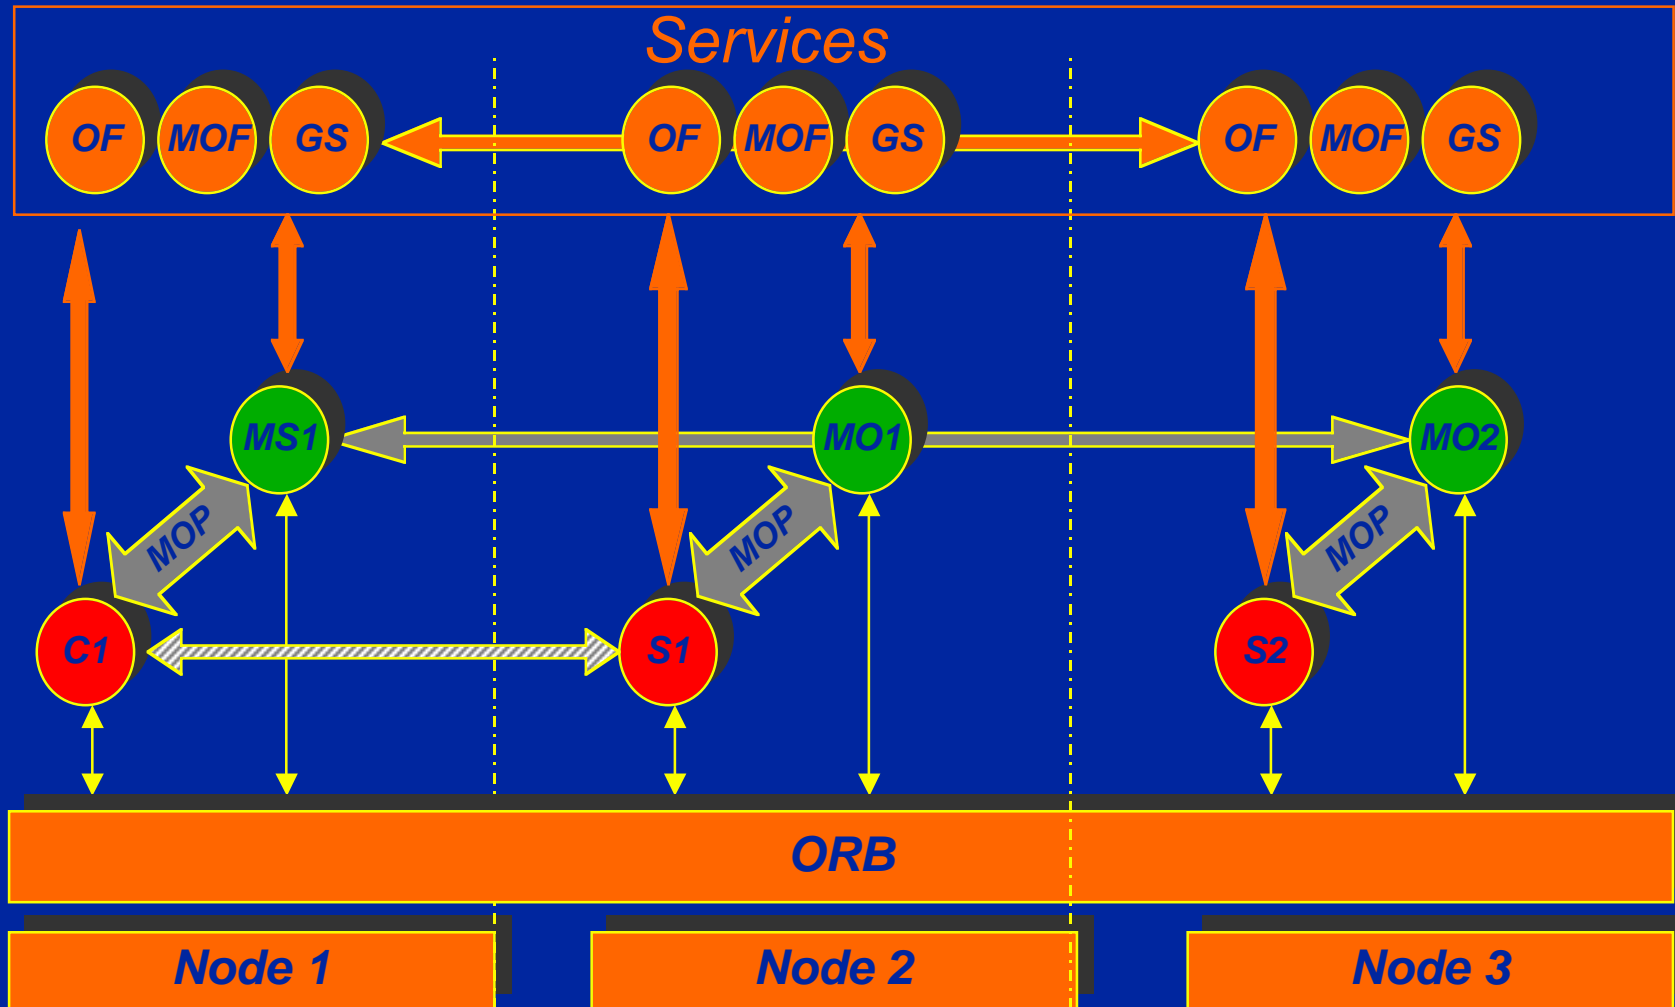 Services
OF MOF GS OF MOF GS OF MOF GS
MS1 MO1 MO2
MOP MOP MOP
C1 S1 S2
ORB
Node 1 Node 2 Node 3